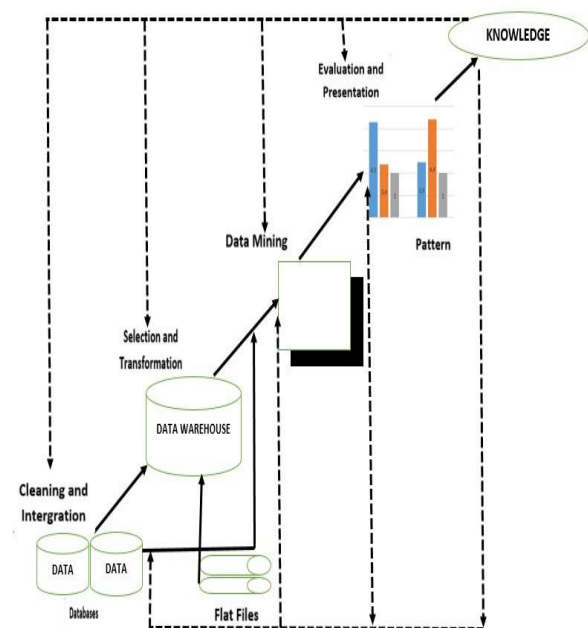 KNOWLEDGE
Evaluation and
Presentation
Pattern
Data Mining
Selection and
Transformation
DATA WAREHOUSE
Cleaning and
Intergration
DATA
DATA
Databases
Flat Files